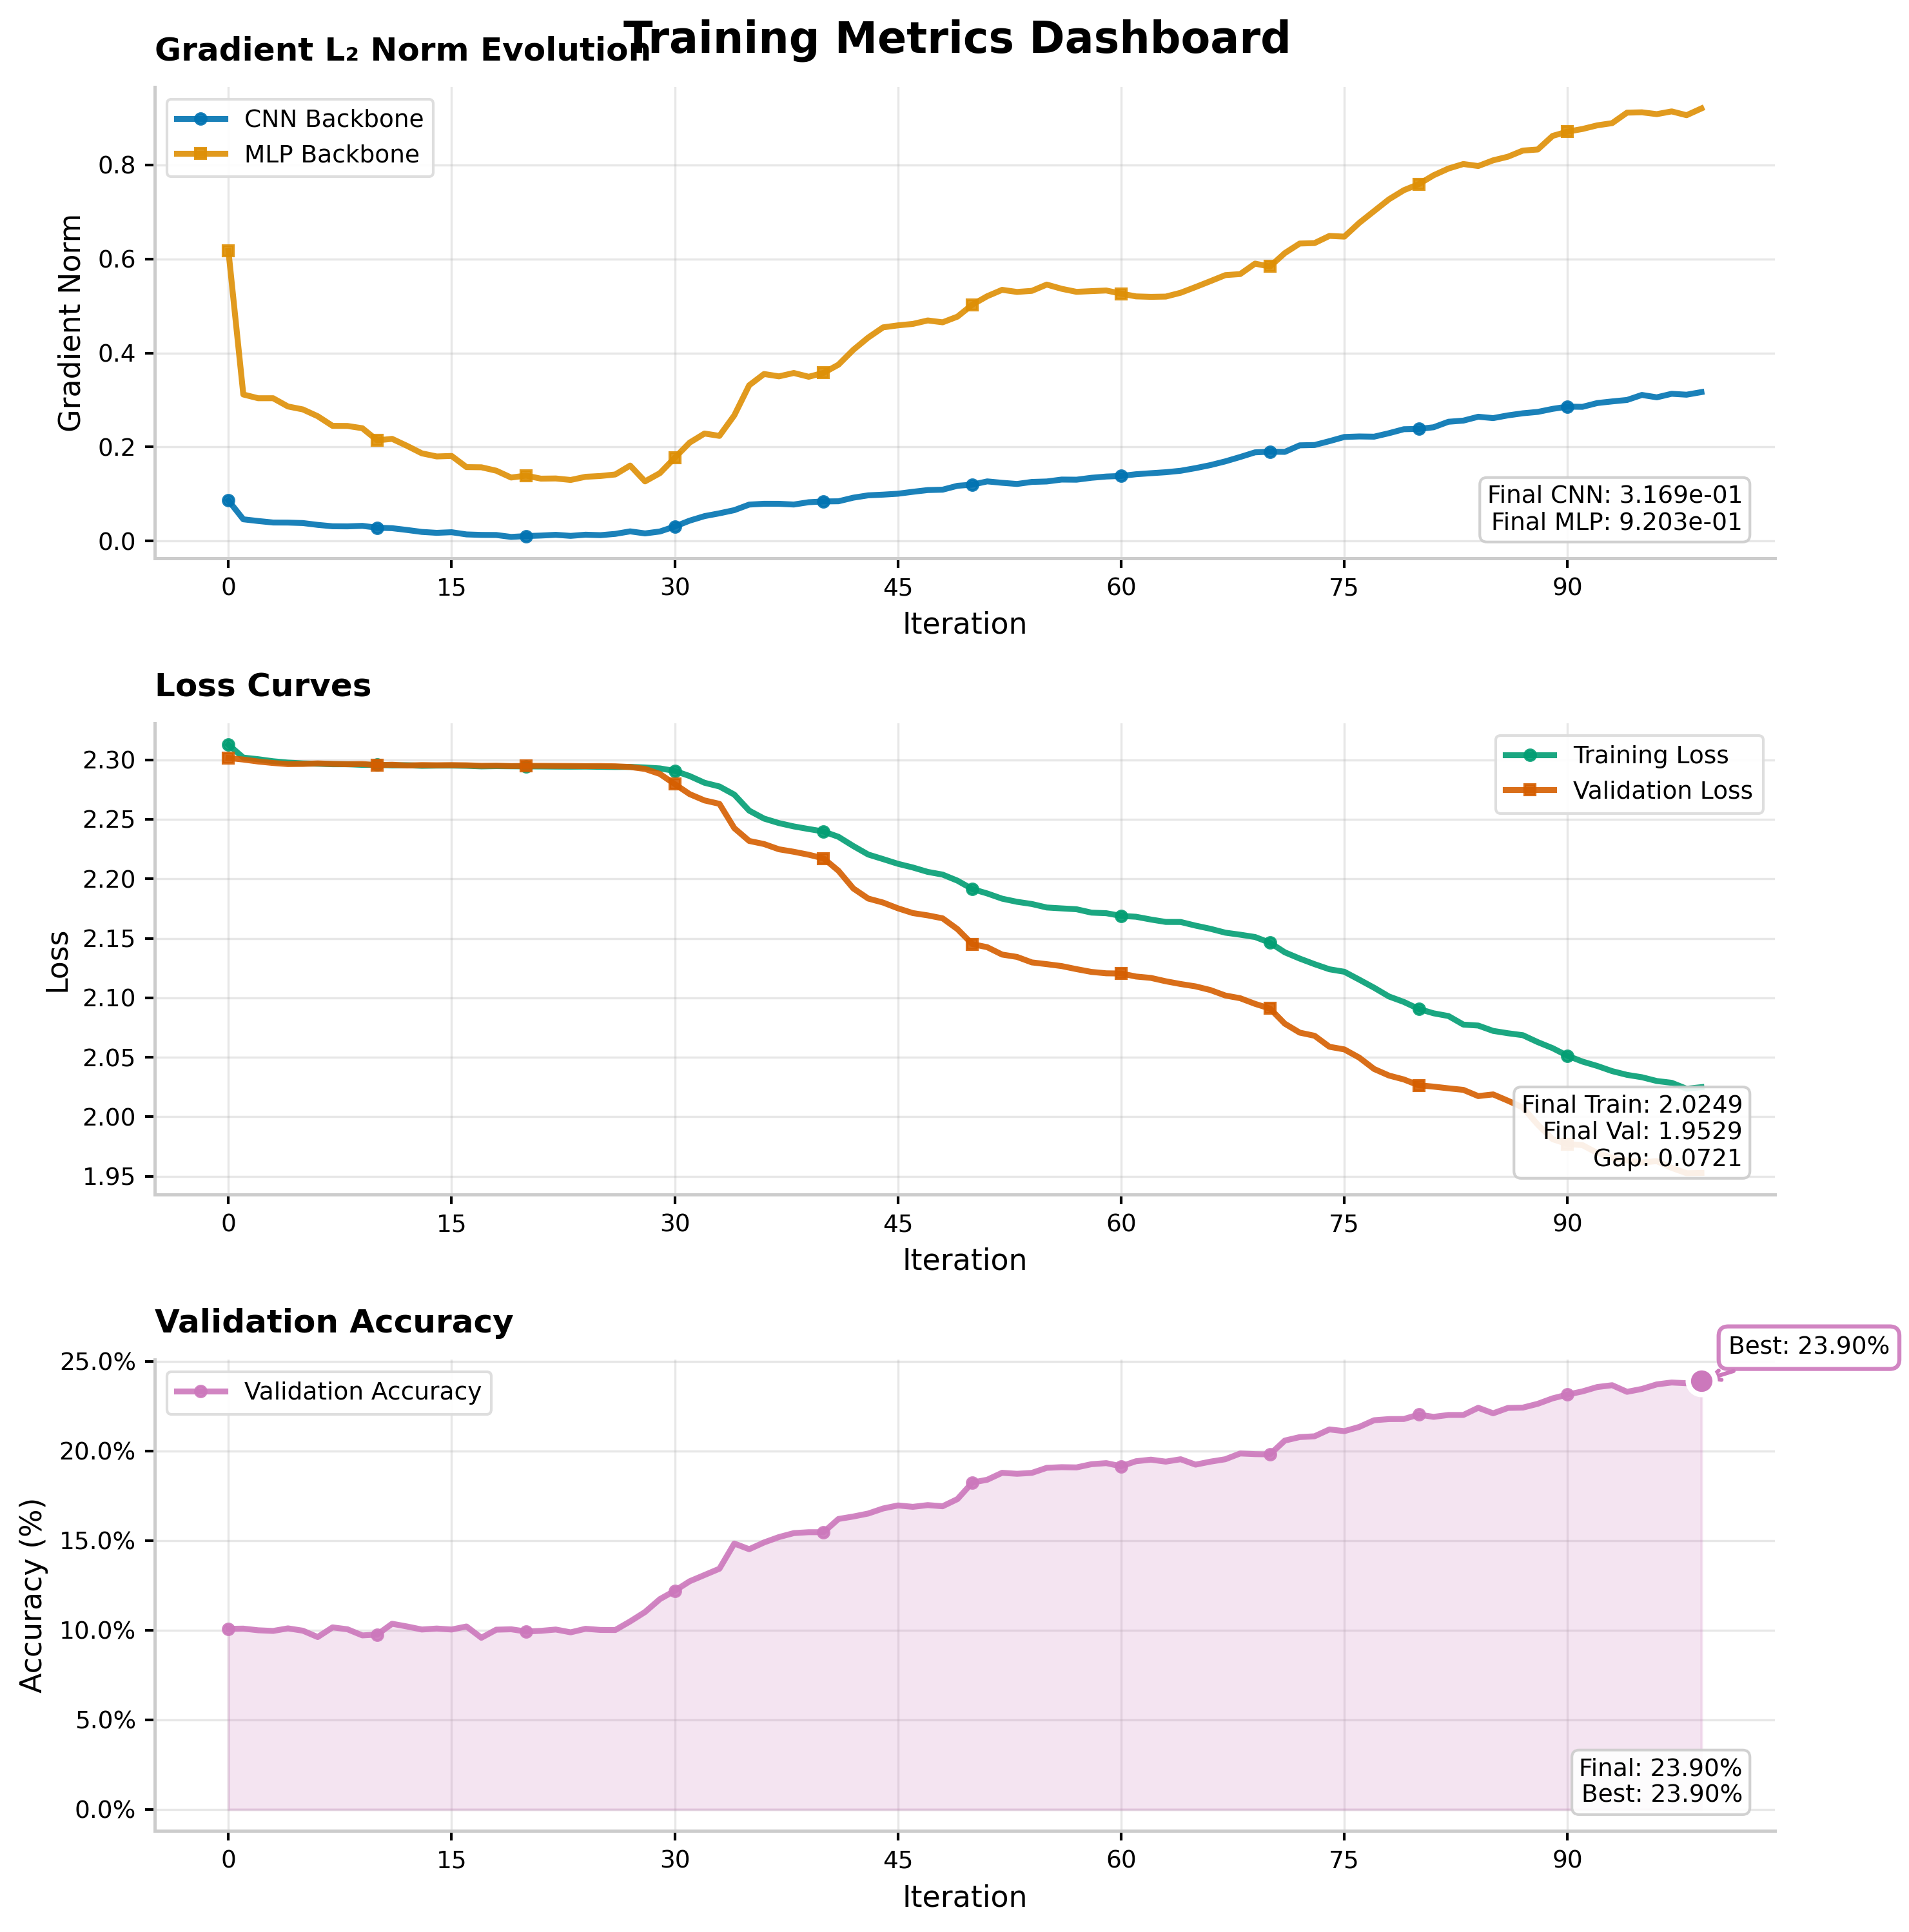 Training Metrics Dashboard
Gradient L₂ Norm Evolution
CNN Backbone
MLP Backbone
Gradient Norm
0.8
0.6
0.4
0.2
0.0
Final CNN: 3.169e-01
Final MLP: 9.203e-01
0 15 30 45 60 75 90
Iteration
Loss Curves
Training Loss
Validation Loss
Loss
2.30
2.25
2.20
2.15
2.10
2.05
2.00
1.95
Final Train: 2.0249
Final Val: 1.9529
Gap: 0.0721
0 15 30 45 60 75 90
Iteration
Validation Accuracy
Best: 23.90%
Validation Accuracy
Accuracy (%)
25.0%
20.0%
15.0%
10.0%
5.0%
0.0%
Final: 23.90%
Best: 23.90%
0 15 30 45 60 75 90
Iteration